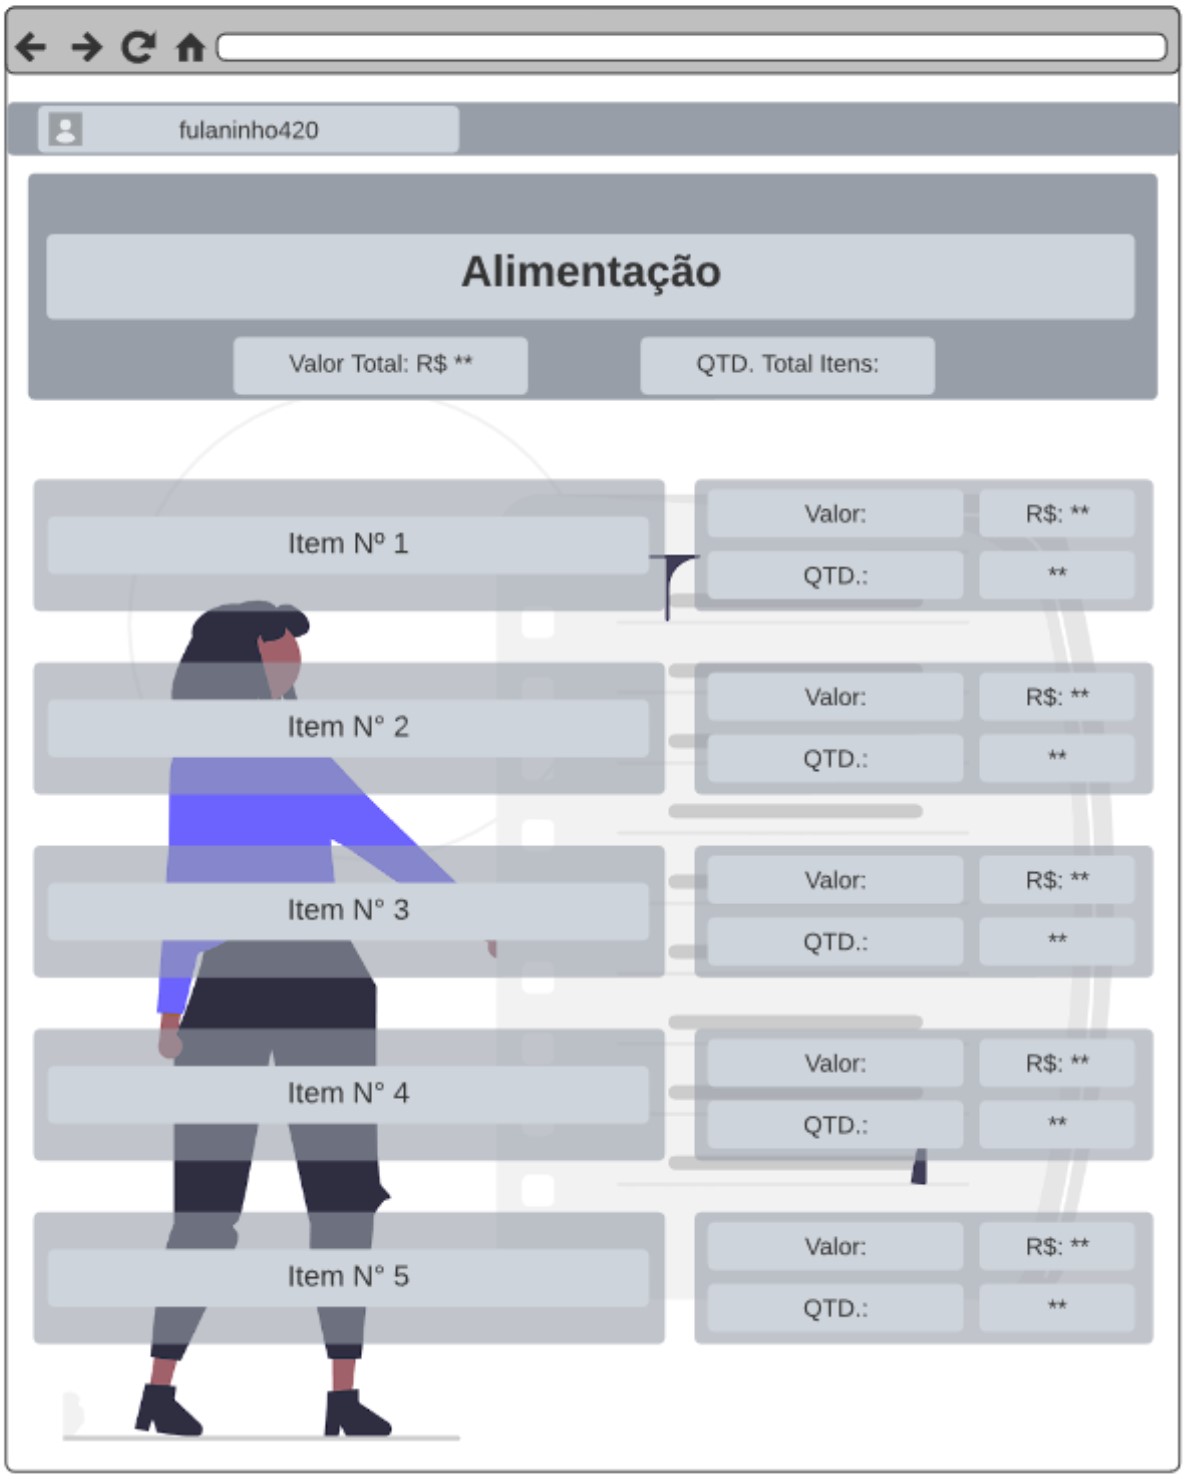 fulaninho420
Alimentação
Valor Total: R$ **
QTD. Total Itens:
Item Nº 1
Valor:
R$: **
QTD.:
**
Item N° 2
Valor:
R$: **
QTD.:
**
Item N° 3
Valor:
R$: **
QTD.:
**
Item N° 4
Valor:
R$: **
QTD.:
**
Item N° 5
Valor:
R$: **
QTD.:
**